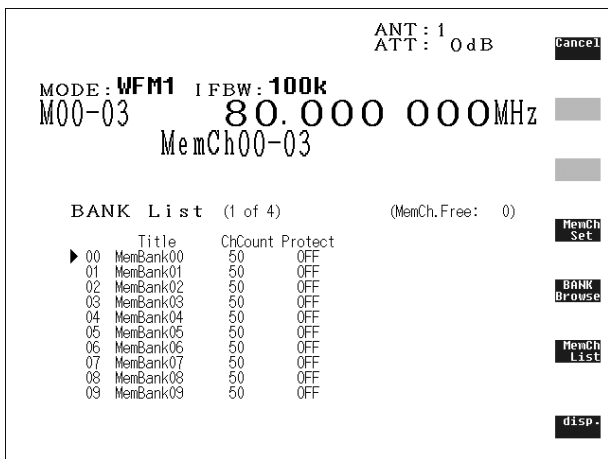 ANT:1
ATT: 0dB
Cancel
MODE:WFM1 IFBW:100k
M00-03 80.000 000MHz
MemCh00-03
BANK List (1 of 4) (MemCh.Free: 0)
MemCh
Set
Title ChCount Protect
00 MemBank00 50 OFF
01 MemBank01 50 OFF
02 MemBank02 50 OFF
03 MemBank03 50 OFF
04 MemBank04 50 OFF
05 MemBank05 50 OFF
06 MemBank06 50 OFF
07 MemBank07 50 OFF
08 MemBank08 50 OFF
09 MemBank09 50 OFF
BANK
Browse
MemCh
List
disp.